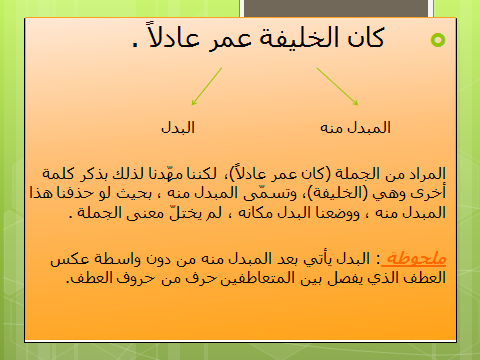 كان الخليفة عمر عادلاً .
المبدل منه
البدل
المراد من الجملة (كان عمر عادلاً)، لكننا مهّدنا لذلك بذكر كلمة
أخرى وهي (الخليفة)، وتسمّى المبدل منه ، بحيث لو حذفنا هذا
المبدل منه ، ووضعنا البدل مكانه ، لم يختلّ معنى الجملة .
ملحوظة : البدل يأتي بعد المبدل منه من دون واسطة عكس
العطف الذي يفصل بين المتعاطفين حرف من حروف العطف.